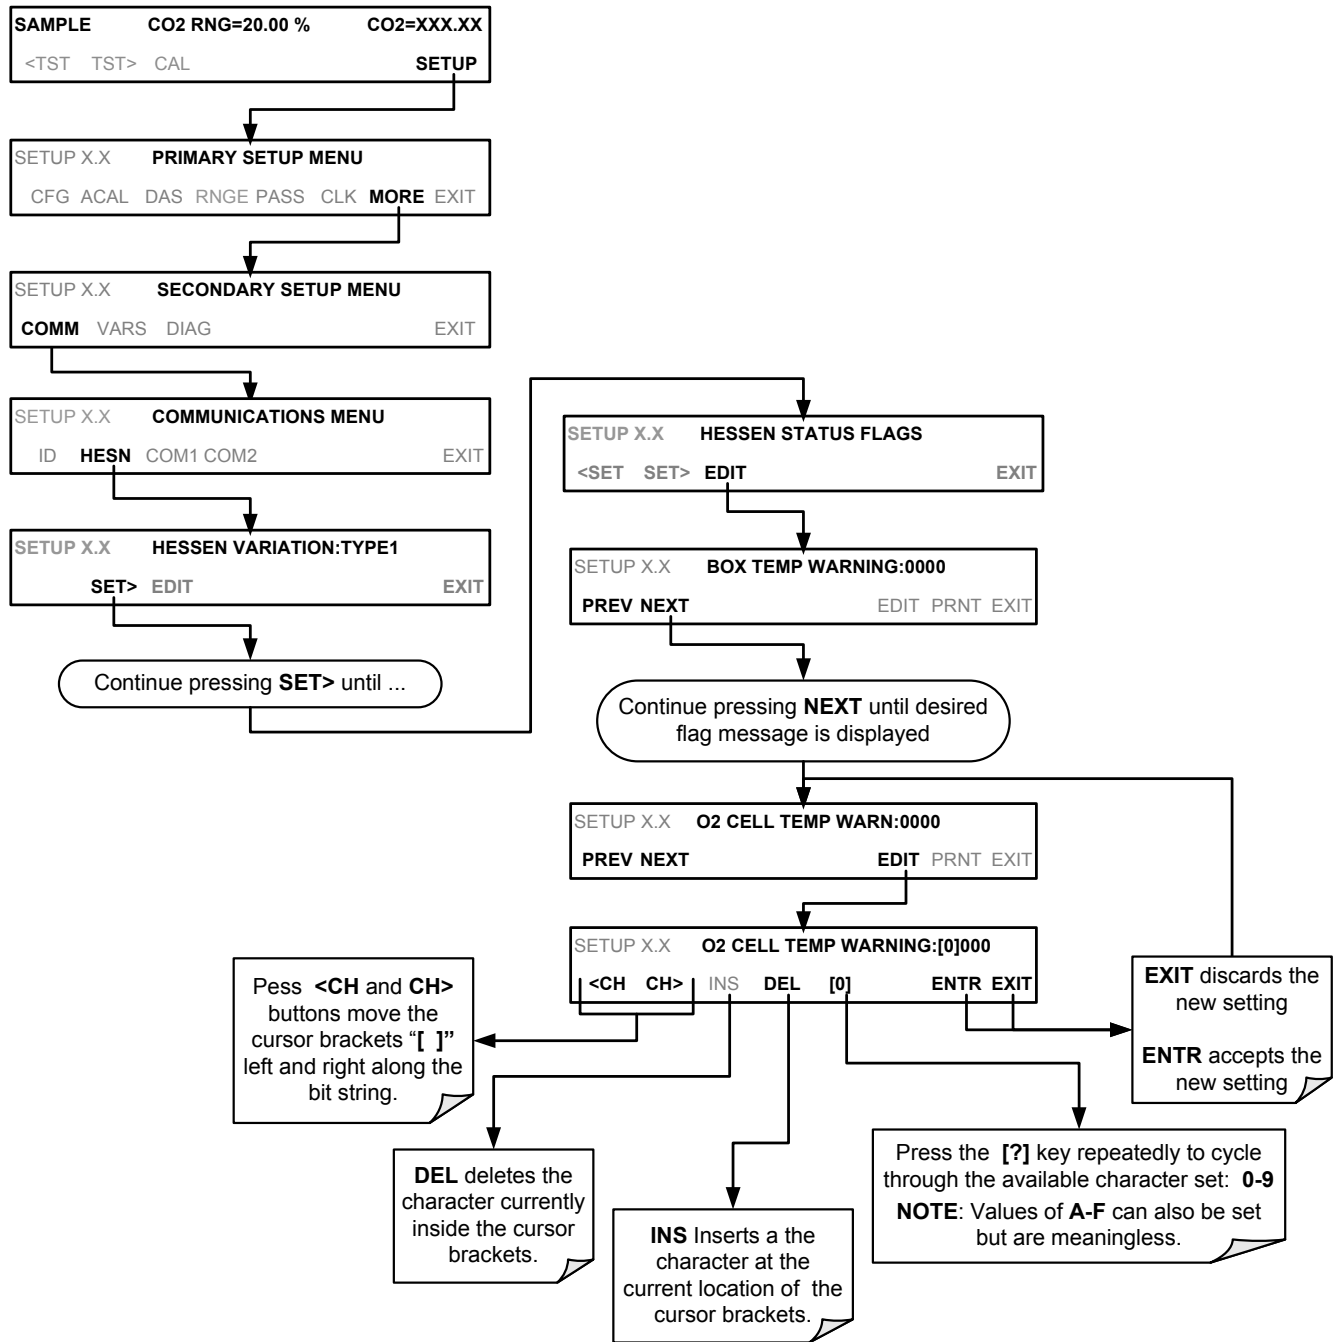 SAMPLE CO2 RNG=20.00 % CO2=XXX.XX
<TST TST> CAL SETUP
SETUP X.X PRIMARY SETUP MENU
CFG ACAL DAS RNGE PASS CLK MORE EXIT
SETUP X.X SECONDARY SETUP MENU
COMM VARS DIAG EXIT
SETUP X.X COMMUNICATIONS MENU
ID HESN COM1 COM2 EXIT
SETUP X.X HESSEN VARIATION:TYPE1
SET> EDIT EXIT
Continue pressing SET> until ...
SETUP X.X HESSEN STATUS FLAGS
<SET SET> EDIT EXIT
SETUP X.X BOX TEMP WARNING:0000
PREV NEXT EDIT PRNT EXIT
Continue pressing NEXT until desired
flag message is displayed
SETUP X.X O2 CELL TEMP WARN:0000
PREV NEXT EDIT PRNT EXIT
SETUP X.X O2 CELL TEMP WARNING:[0]000
<CH CH> INS DEL [0] ENTR EXIT
Pess <CH and CH>
buttons move the
cursor brackets “[ ]”
left and right along the
bit string.
DEL deletes the
character currently
inside the cursor
brackets.
INS Inserts a the
character at the
current location of the
cursor brackets.
Press the [?] key repeatedly to cycle
through the available character set: 0-9
NOTE: Values of A-F can also be set
but are meaningless.
EXIT discards the
new setting
ENTR accepts the
new setting